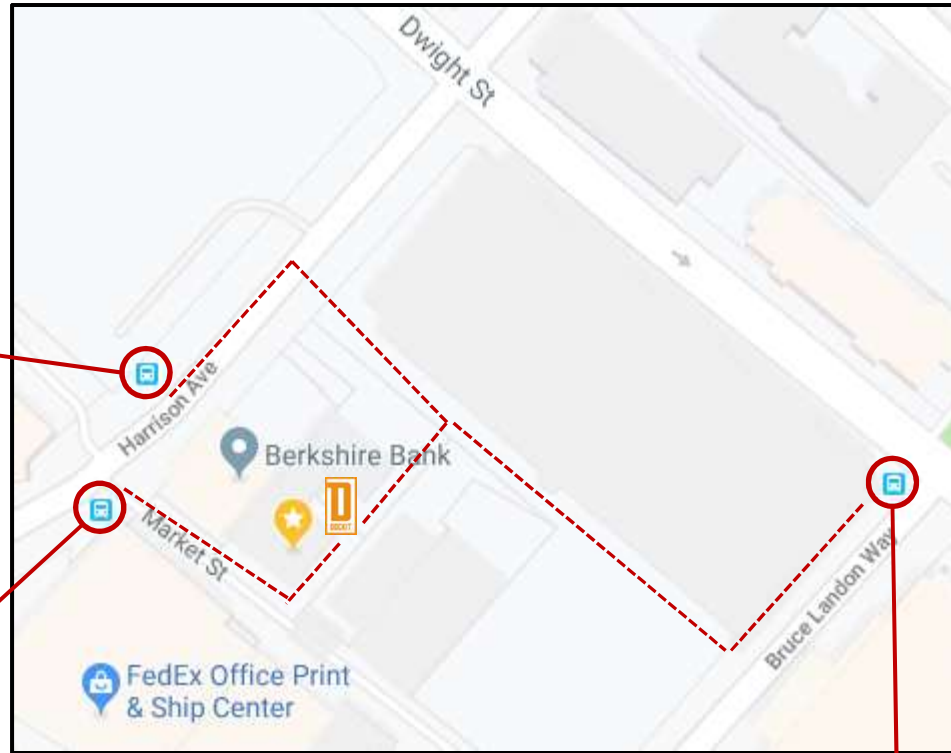 Dwight St
Harrison Ave
Berkshire Bank
D
Market St
Bruce Landon Way
FedEx Office Print
& Ship Center